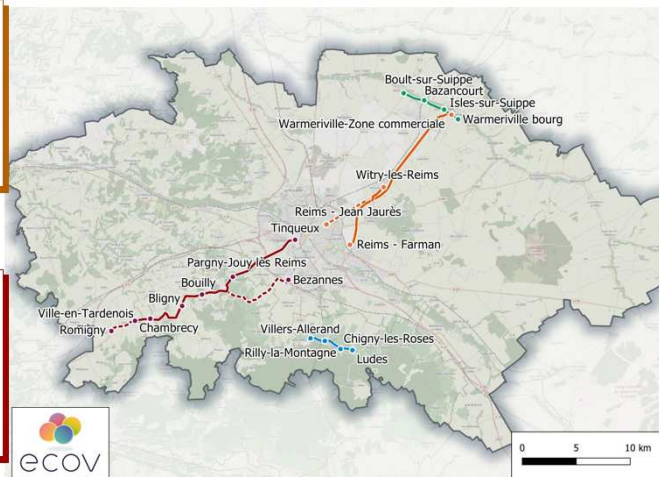 Boult-sur-Suippe
Bazancourt
Isles-sur-Suippe
Warmeriville-Zone commerciale
Warmeriville bourg
Witry-les-Reims
Reims - Jean Jaurès
Tinqueux
Reims - Farman
Pargny-Jouy lès Reims
Bouilly
Bezannes
Bligny
Ville-en-Tardenois
Romigny
Chambrecy
Villers-Allerand
Chigny-les-Roses
Rilly-la-Montagne
Ludes
ecov
0 5 10 km